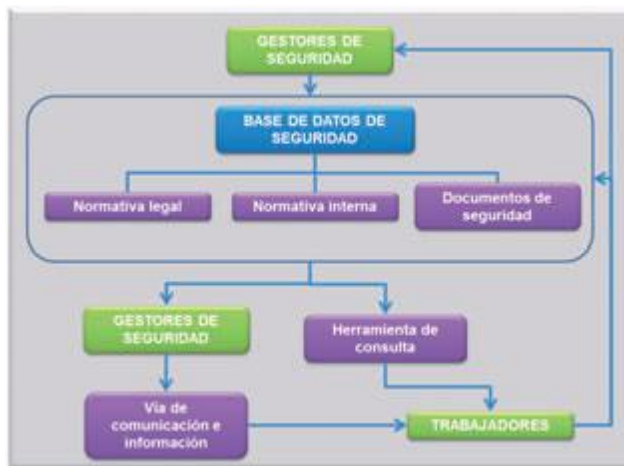 GESTORES DE
SEGURIDAD
BASE DE DATOS DE
SEGURIDAD
Normativa legal
Normativa interna
Documentos de
seguridad
GESTORES DE
SEGURIDAD
Herramienta de
consulta
Vía de
comunicación e
información
TRABAJADORES